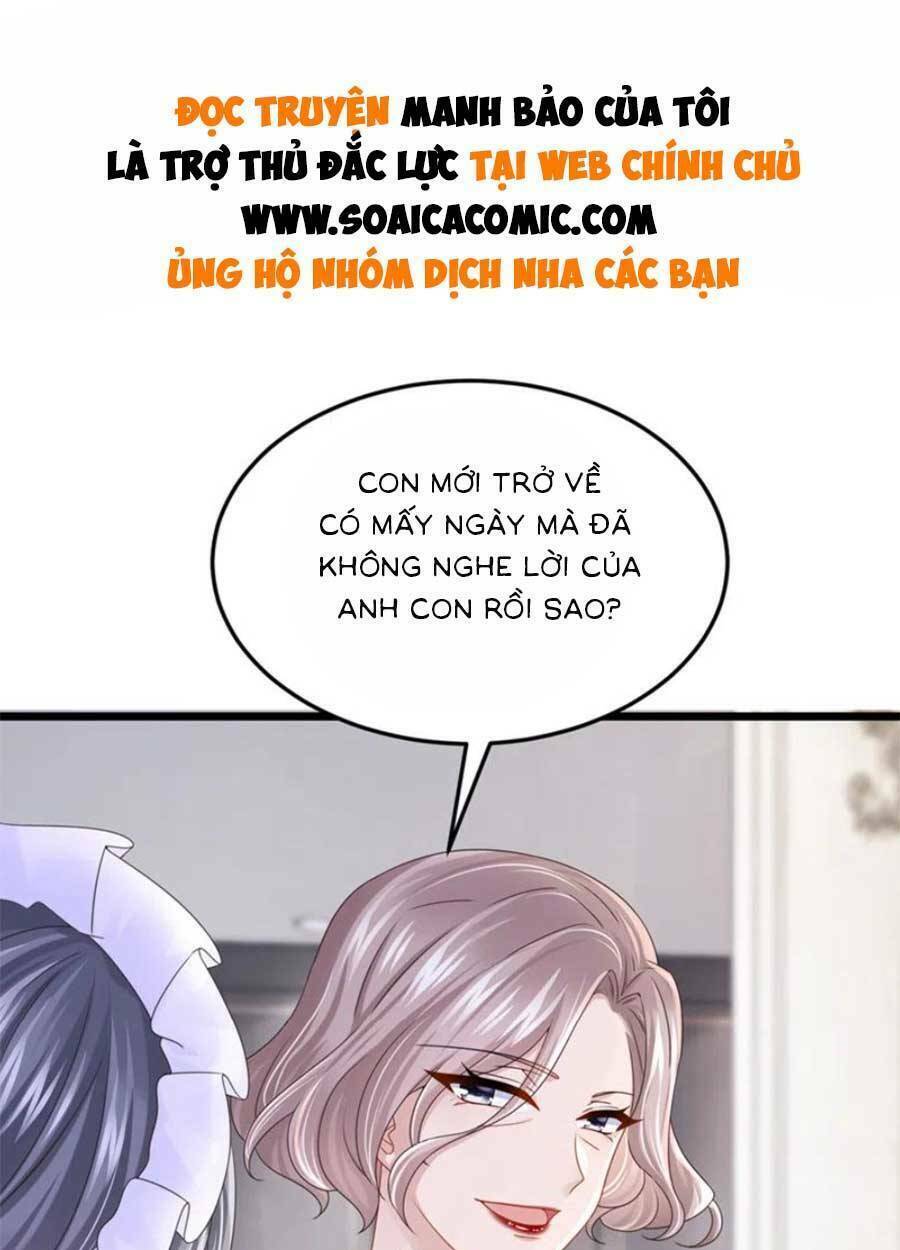 ĐỌC TRUYỆN MANH BẢO CỦA TÔI
LÀ TRỢ THỦ ĐẮC LỰC TẠI WEB CHÍNH CHỦ
WWW.SOAICACOMIC.COM
ỦNG HỘ NHÓM DỊCH NHA CÁC BẠN
CON MỚI TRỞ VỀ
CÓ MẤY NGÀY MÀ ĐÃ
KHÔNG NGHE LỜI CỦA
ANH CON RỒI SAO?